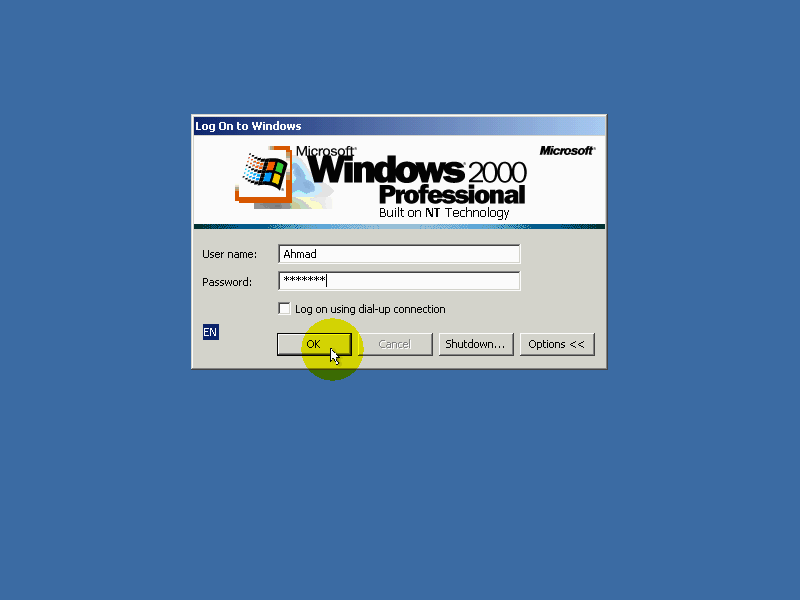 Log On to Windows
Microsoft
Microsoft
Windows 2000
Professional
Built on NT Technology
User name: Ahmad
Password: *******
Log on using dial-up connection
EN
OK Cancel Shutdown... Options <<